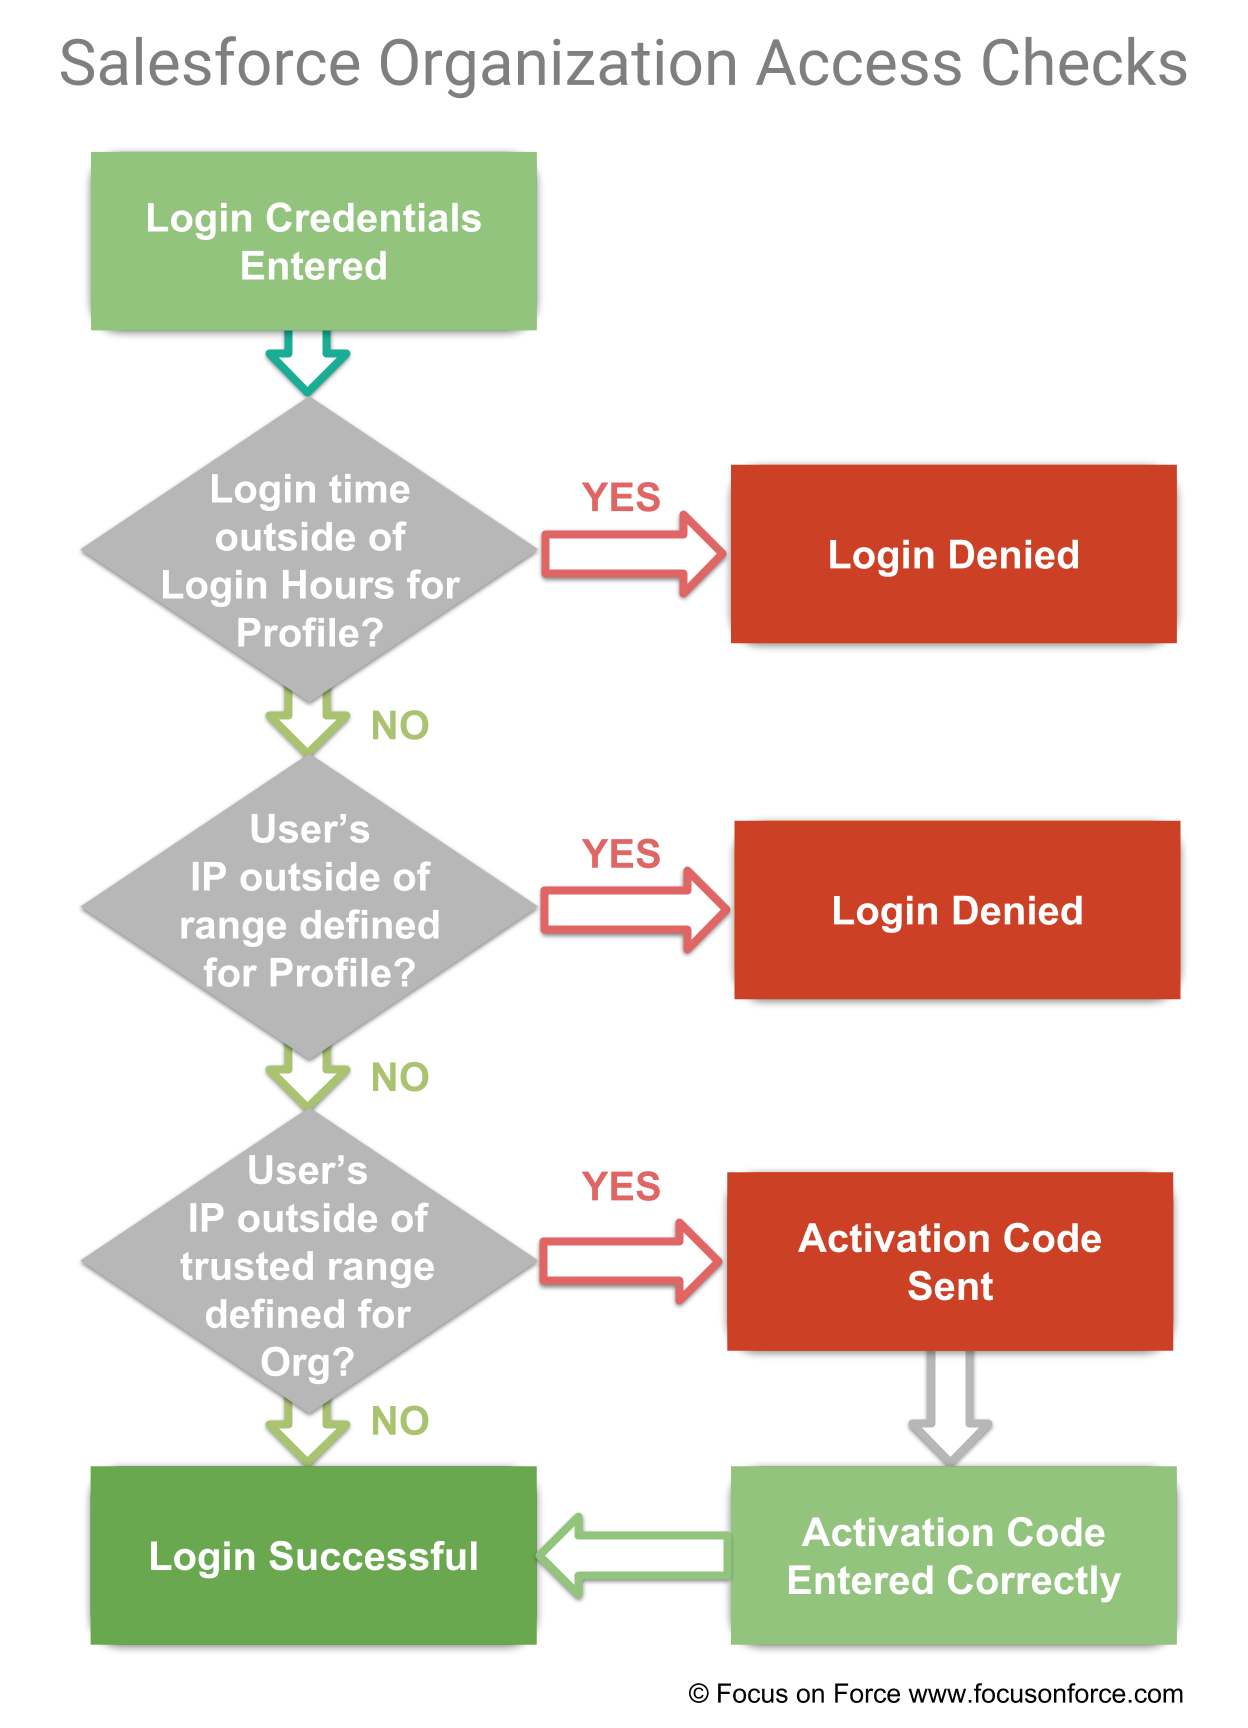 Salesforce Organization Access Checks
Login Credentials
Entered
Login time
outside of
Login Hours for
Profile?
YES
Login Denied
NO
User’s
IP outside of
range defined
for Profile?
YES
Login Denied
NO
User’s
IP outside of
trusted range
defined for
Org?
YES
Activation Code
Sent
NO
Login Successful
Activation Code
Entered Correctly
© Focus on Force www.focusonforce.com